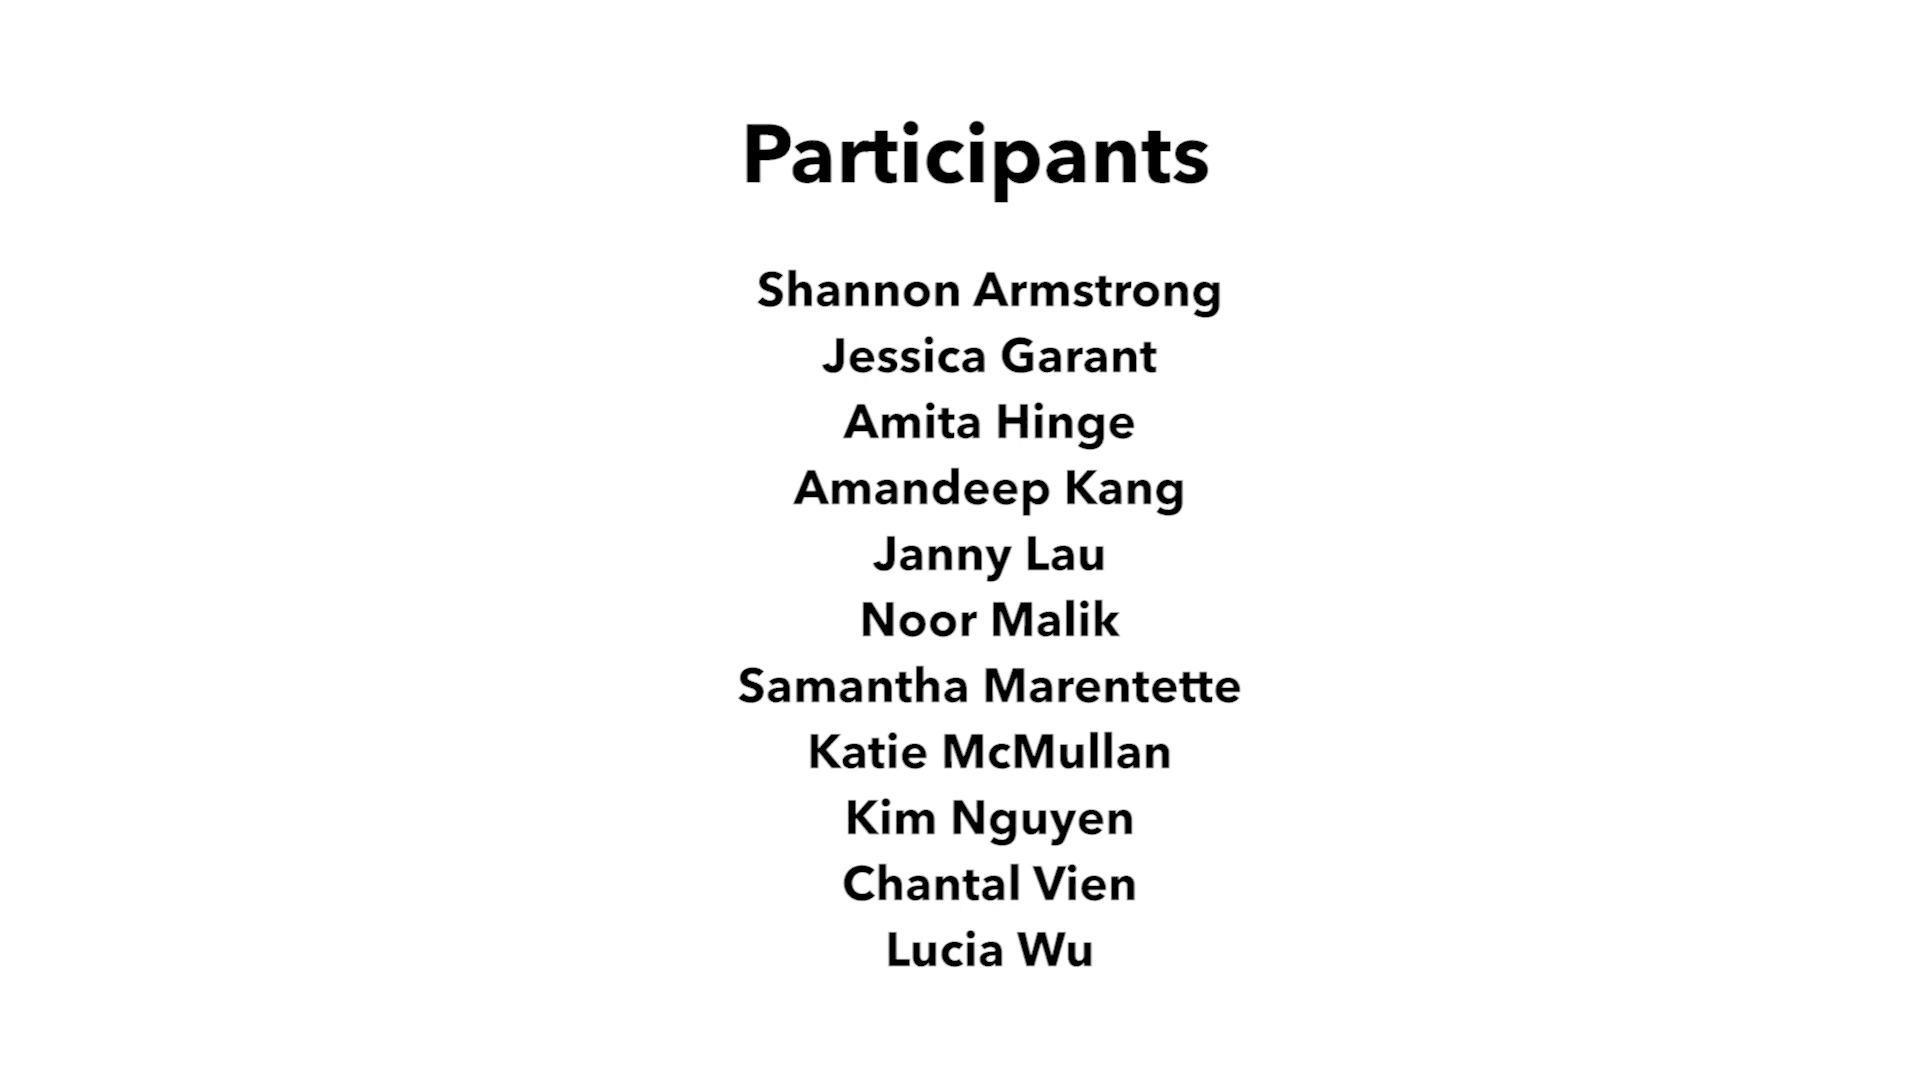 Participants
Shannon Armstrong
Jessica Garant
Amita Hinge
Amandeep Kang
Janny Lau
Noor Malik
Samantha Marentette
Katie McMullan
Kim Nguyen
Chantal Vien
Lucia Wu